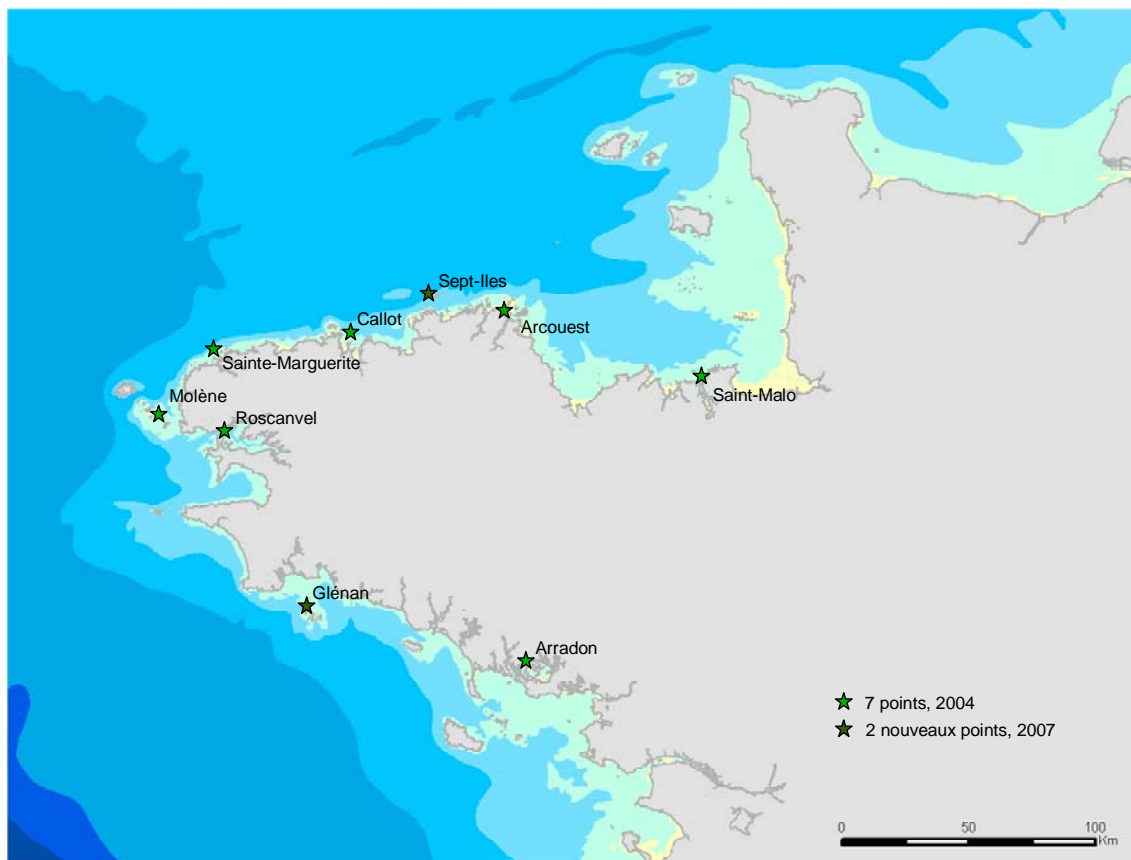 Sept-Iles
Callot
Arcouest
Sainte-Marguerite
Saint-Malo
Molène
Roscanvel
Glénan
Arradon
7 points, 2004
2 nouveaux points, 2007
0 50 100
Km